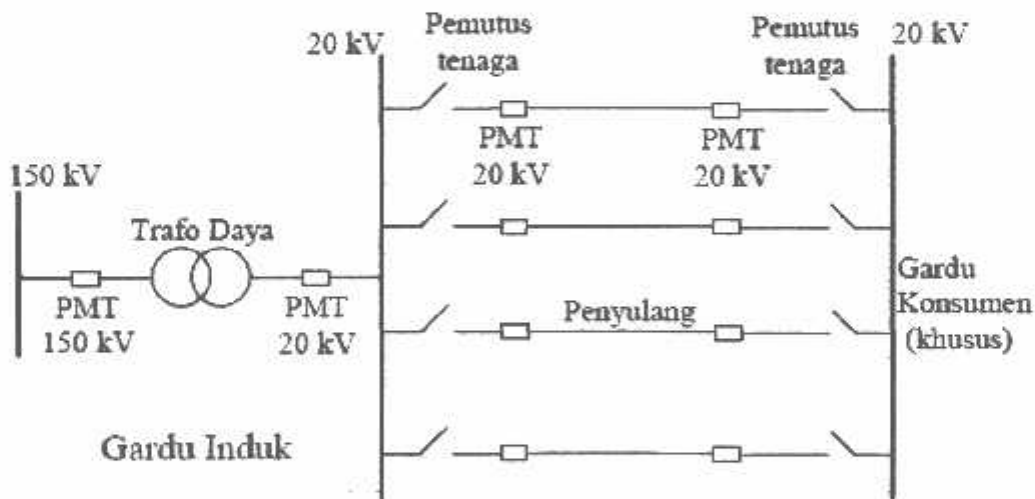 20 kV
Pemutus
tenaga
Pemutus
tenaga
20 kV
PMT
20 kV
PMT
20 kV
150 kV
Trafo Daya
PMT
150 kV
PMT
20 kV
Penyulang
Gardu
Konsumen
(khusus)
Gardu Induk